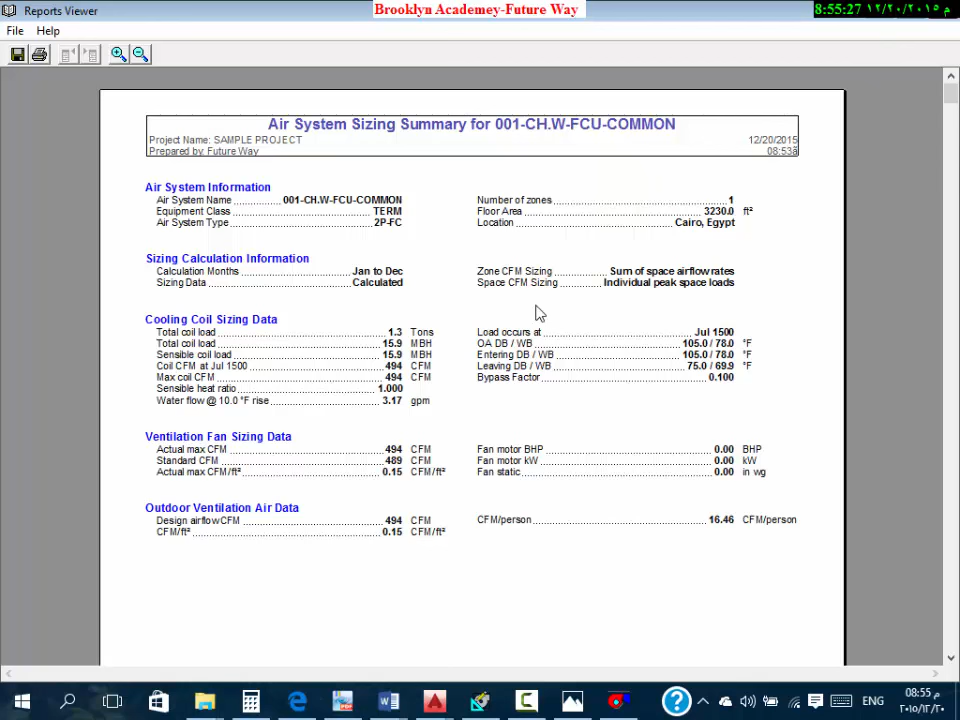 Reports Viewer
Brooklyn Academey-Future Way
8:55:27 م ١٢/٢٠/٢٠١٥
File Help
Air System Sizing Summary for 001-CH.W-FCU-COMMON
Project Name: SAMPLE PROJECT 12/20/2015
Prepared by: Future Way 08:53ã
Air System Information
Air System Name 001-CH.W-FCU-COMMON Number of zones 1
Equipment Class TERM Floor Area 3230.0 ft²
Air System Type 2P-FC Location Cairo, Egypt
Sizing Calculation Information
Calculation Months Jan to Dec Zone CFM Sizing Sum of space airflow rates
Sizing Data Calculated Space CFM Sizing Individual peak space loads
Cooling Coil Sizing Data
Total coil load 1.3 Tons Load occurs at Jul 1500
Total coil load 15.9 MBH OA DB / WB 105.0 / 78.0 °F
Sensible coil load 15.9 MBH Entering DB / WB 105.0 / 78.0 °F
Coil CFM at Jul 1500 494 CFM Leaving DB / WB 75.0 / 69.9 °F
Max coil CFM 494 CFM Bypass Factor 0.100
Sensible heat ratio 1.000
Water flow @ 10.0 °F rise 3.17 gpm
Ventilation Fan Sizing Data
Actual max CFM 494 CFM Fan motor BHP 0.00 BHP
Standard CFM 489 CFM Fan motor kW 0.00 kW
Actual max CFM/ft² 0.15 CFM/ft² Fan static 0.00 in wg
Outdoor Ventilation Air Data
Design airflow CFM 494 CFM CFM/person 16.46 CFM/person
CFM/ft² 0.15 CFM/ft²
ENG
08:55 م
٢٠١٥/١٢/٢٠